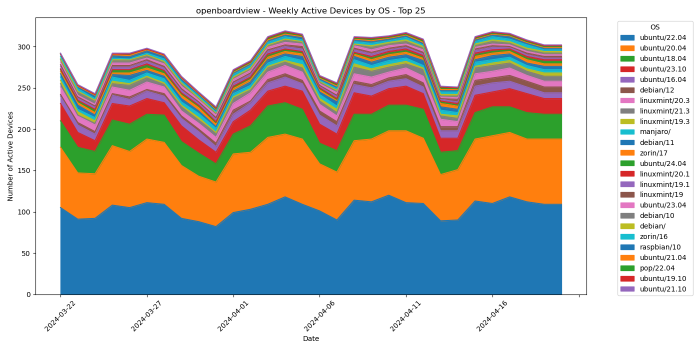 openboardview - Weekly Active Devices by OS - Top 25
Number of Active Devices
300
250
200
150
100
50
0
2024-03-22
2024-03-27
2024-04-01
2024-04-06
2024-04-11
2024-04-16
Date
OS
ubuntu/22.04
ubuntu/20.04
ubuntu/18.04
ubuntu/23.10
ubuntu/16.04
debian/12
linuxmint/20.3
linuxmint/21.3
linuxmint/19.3
manjaro/
debian/11
zorin/17
ubuntu/24.04
linuxmint/20.1
linuxmint/19.1
linuxmint/19
ubuntu/23.04
debian/10
debian/
zorin/16
raspbian/10
ubuntu/21.04
pop/22.04
ubuntu/19.10
ubuntu/21.10